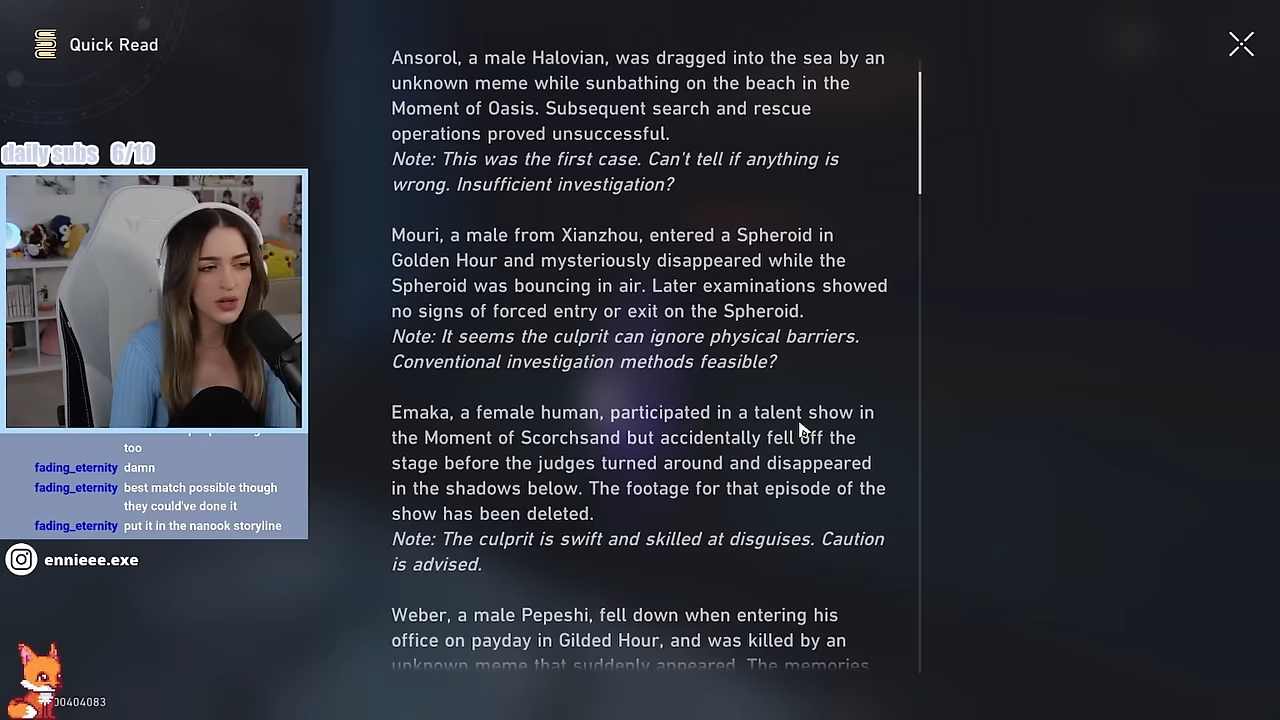 Quick Read
Ansorol, a male Halovian, was dragged into the sea by an
unknown meme while sunbathing on the beach in the
Moment of Oasis. Subsequent search and rescue
operations proved unsuccessful.
Note: This was the first case. Can't tell if anything is
wrong. Insufficient investigation?
Mouri, a male from Xianzhou, entered a Spheroid in
Golden Hour and mysteriously disappeared while the
Spheroid was bouncing in air. Later examinations showed
no signs of forced entry or exit on the Spheroid.
Note: It seems the culprit can ignore physical barriers.
Conventional investigation methods feasible?
Emaka, a female human, participated in a talent show in
the Moment of Scorchsand but accidentally fell off the
stage before the judges turned around and disappeared
in the shadows below. The footage for that episode of the
show has been deleted.
Note: The culprit is swift and skilled at disguises. Caution
is advised.
Weber, a male Pepeshi, fell down when entering his
office on payday in Gilded Hour, and was killed by an
unknown meme that suddenly appeared. The memories
daily subs 6/10
too
fading_eternity damn
fading_eternity best match possible though
they could've done it
fading_eternity put it in the nanook storyline
ennieee.exe
00404083